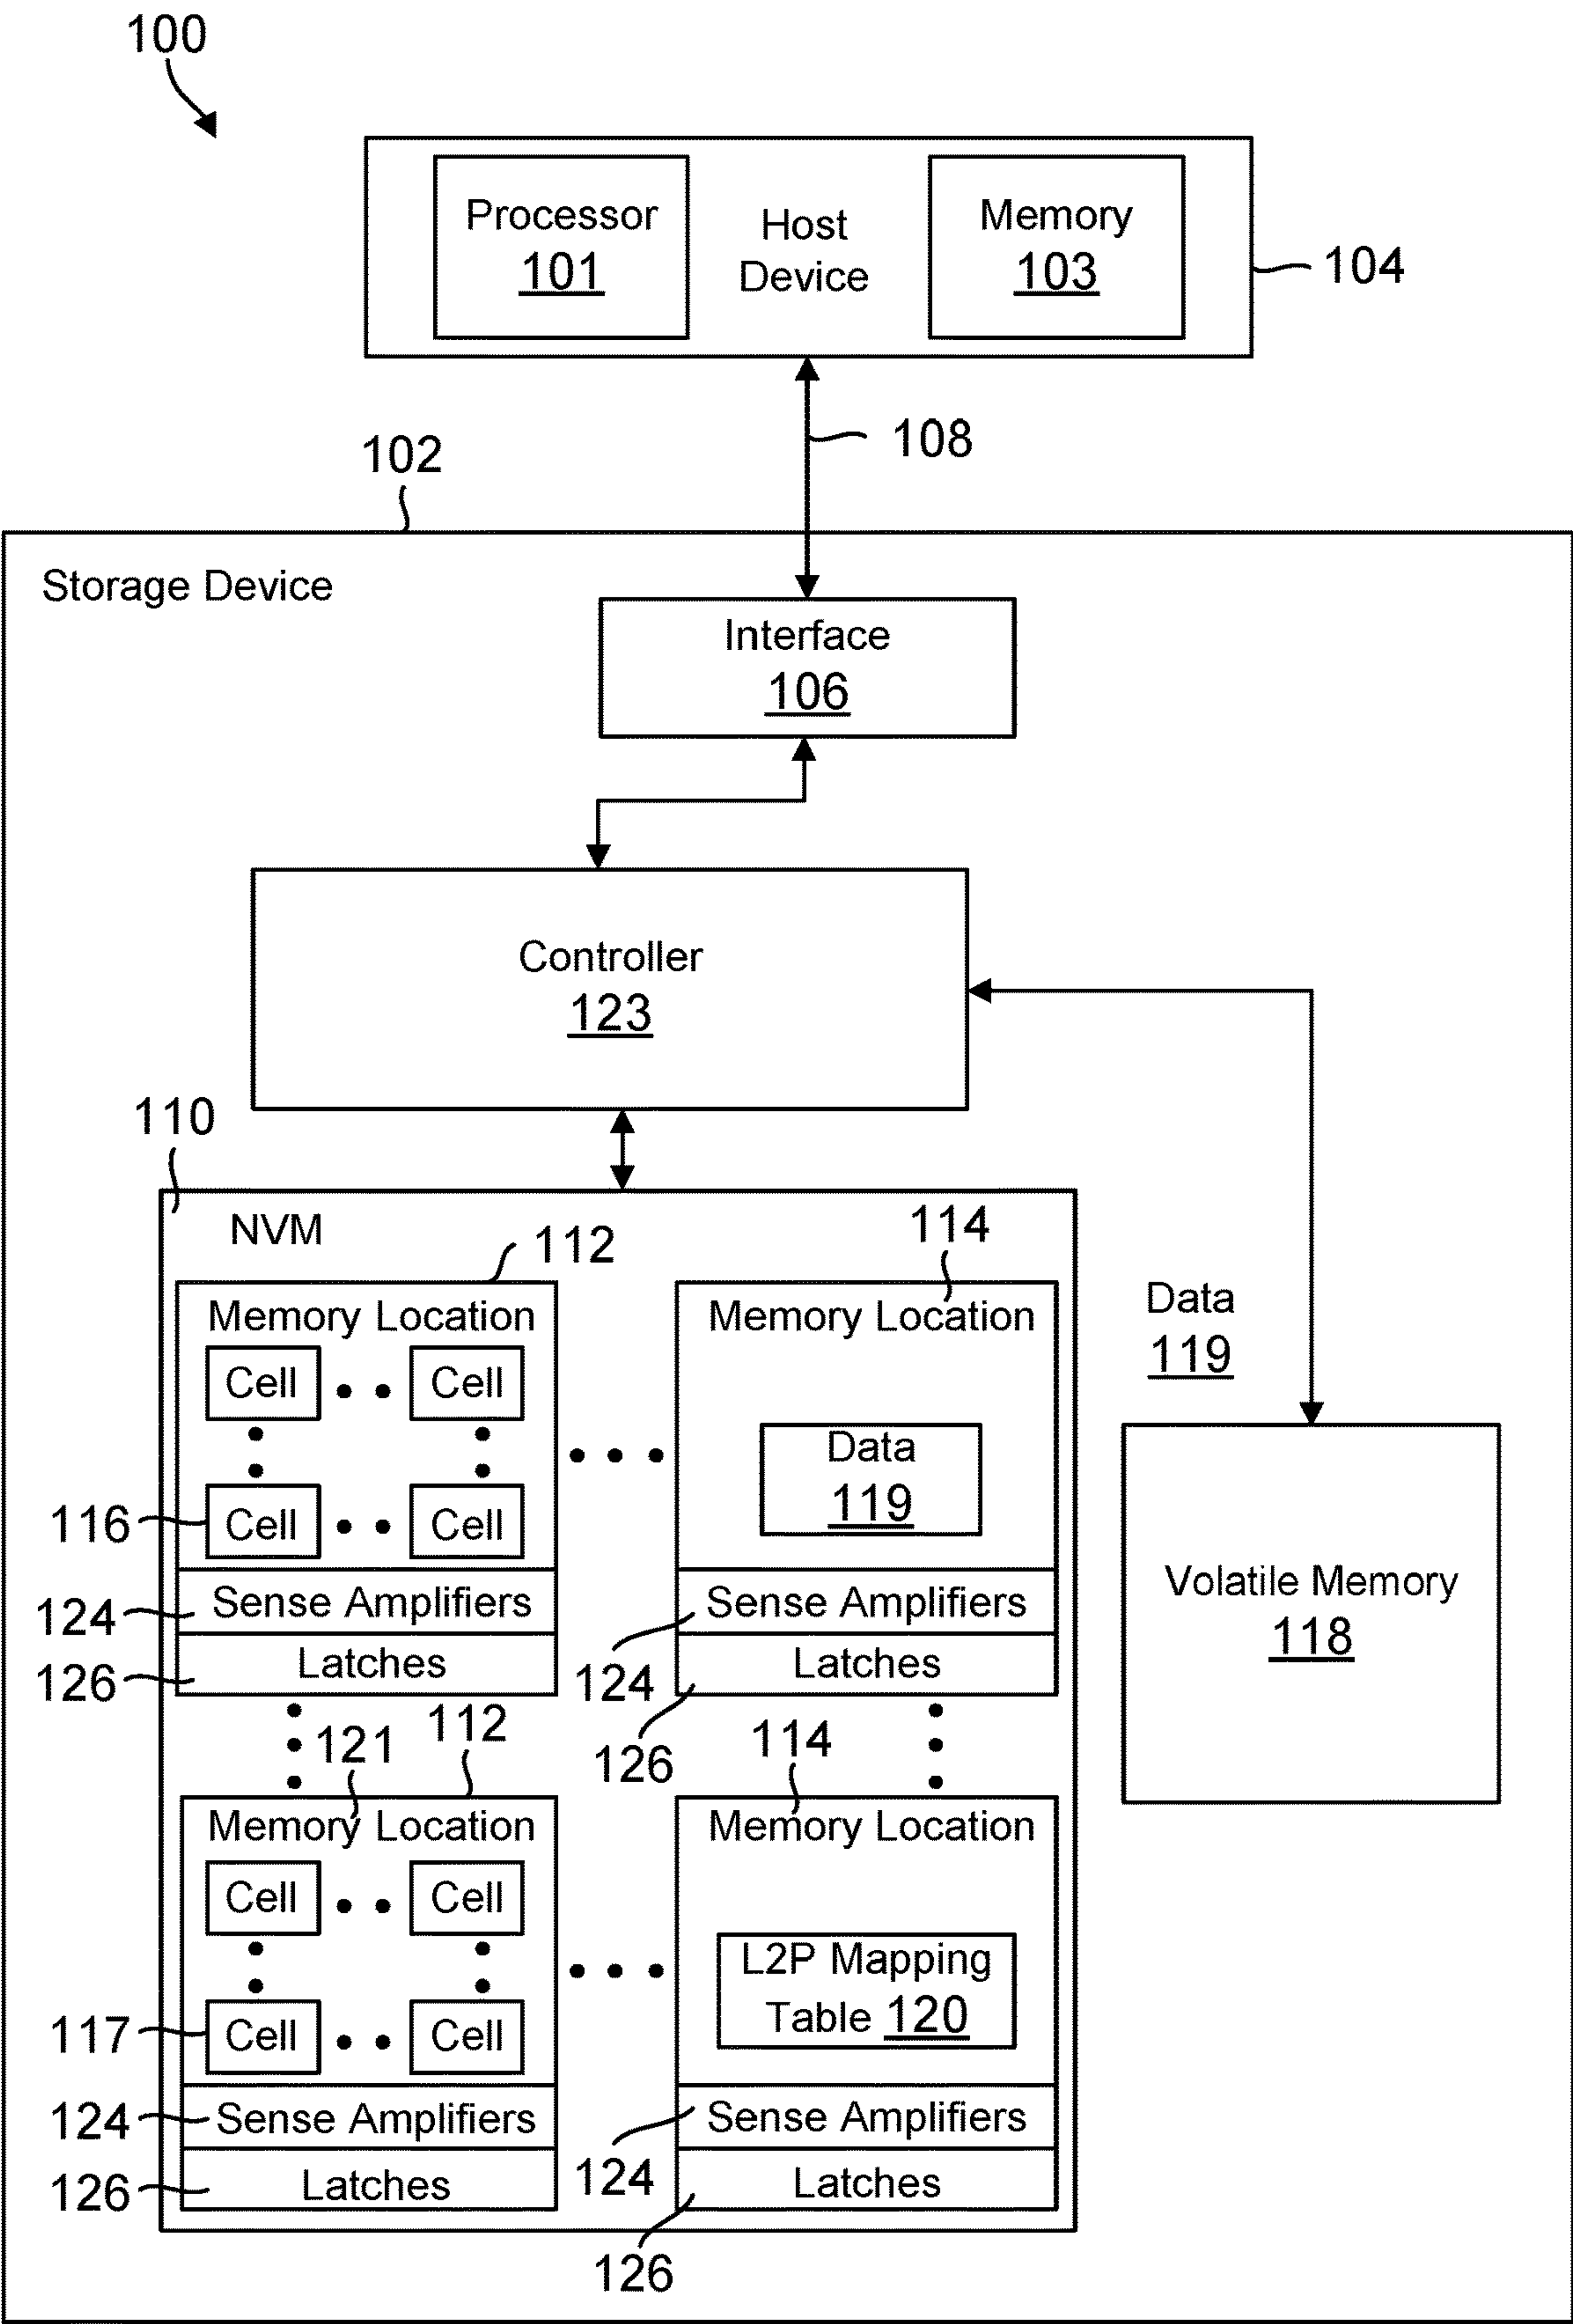 100
Processor
101
Host
Device
Memory
103
104
108
102
Storage Device
Interface
106
Controller
123
110
NVM
112
114
Memory Location
Cell
Cell
Cell
Cell
116
Sense Amplifiers
124
Latches
126
Memory Location
Data
119
Sense Amplifiers
124
Latches
126
Data
119
Volatile Memory
118
121
112
114
Memory Location
Cell
Cell
Cell
Cell
117
Sense Amplifiers
124
Latches
126
Memory Location
L2P Mapping
Table 120
Sense Amplifiers
124
Latches
126